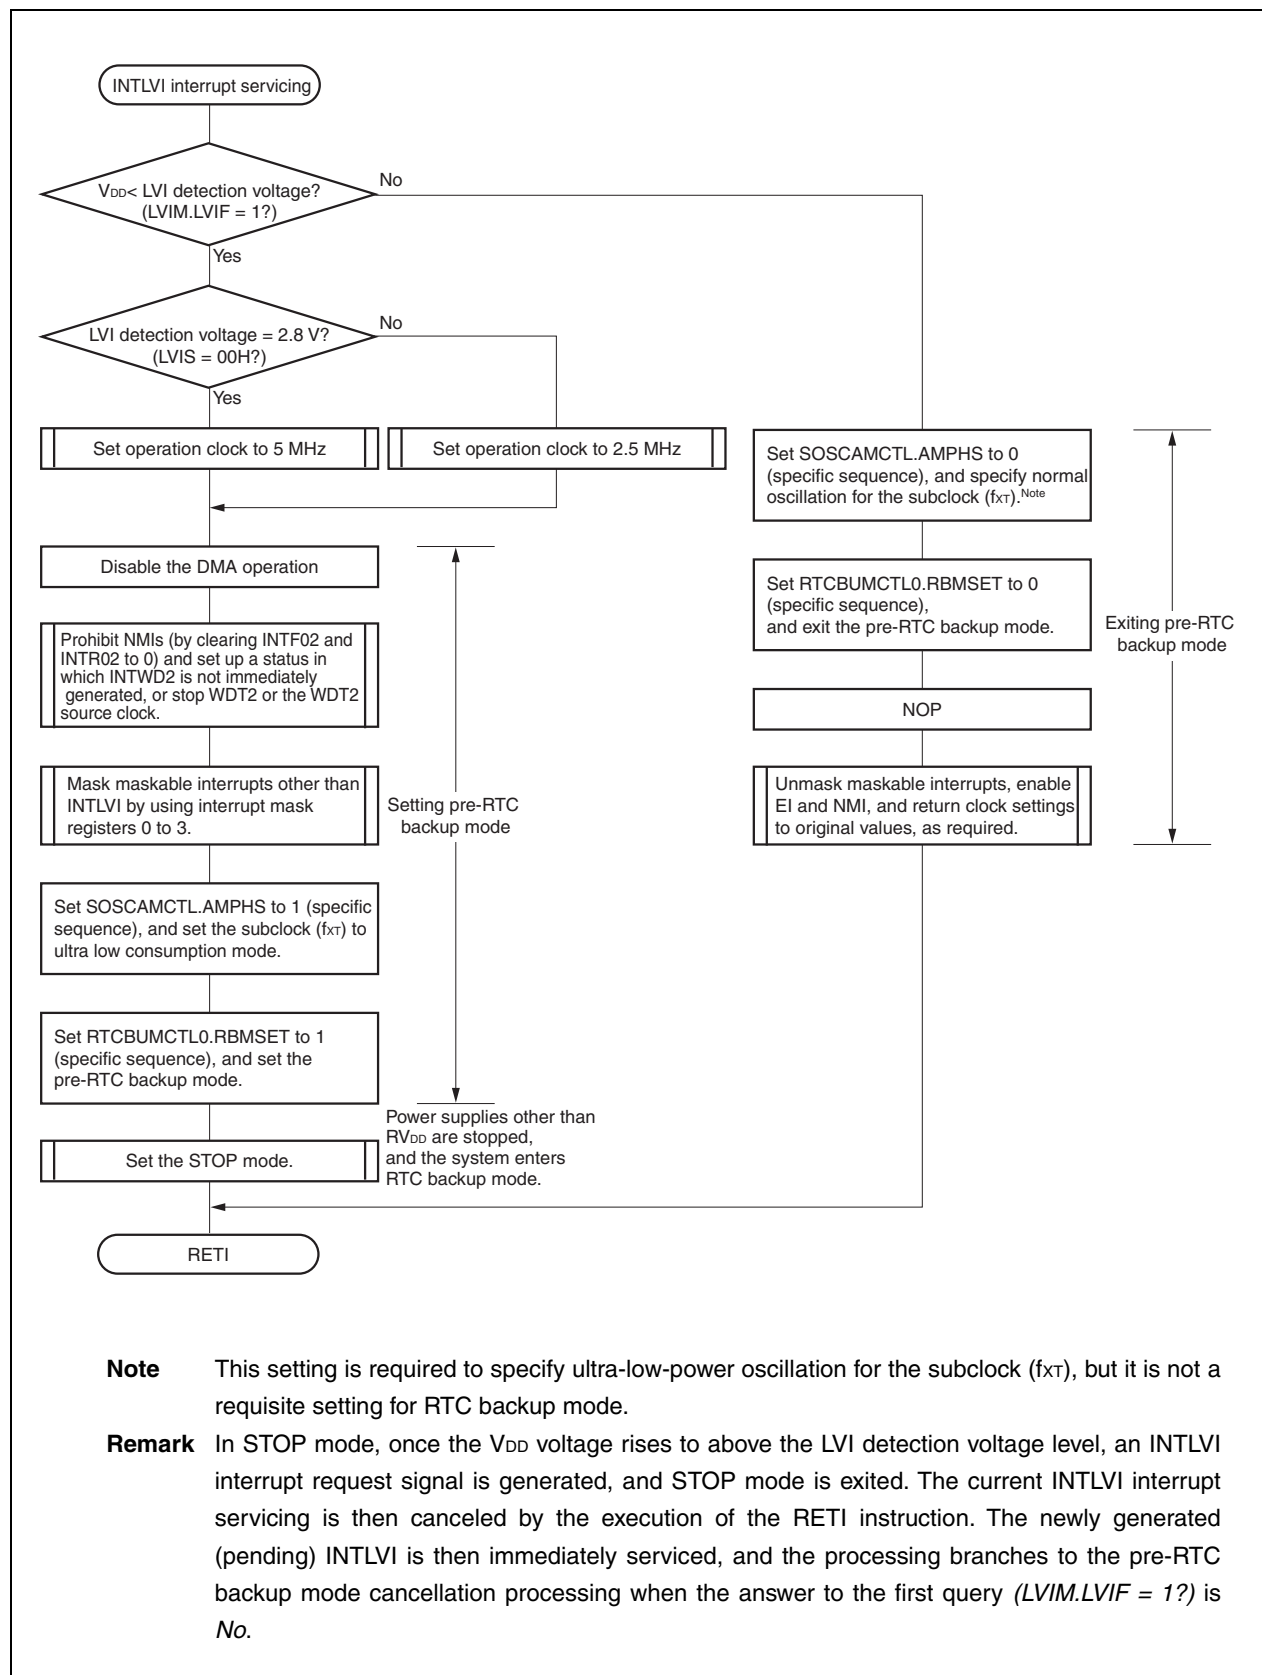 INTLVI interrupt servicing
VDD< LVI detection voltage?
(LVIM.LVIF = 1?)
No
Yes
LVI detection voltage = 2.8 V?
(LVIS = 00H?)
No
Yes
Set operation clock to 5 MHz
Set operation clock to 2.5 MHz
Disable the DMA operation
Prohibit NMIs (by clearing INTF02 and
INTR02 to 0) and set up a status in
which INTWD2 is not immediately
generated, or stop WDT2 or the WDT2
source clock.
Mask maskable interrupts other than
INTLVI by using interrupt mask
registers 0 to 3.
Set SOSCAMCTL.AMPHS to 1 (specific
sequence), and set the subclock (fXT) to
ultra low consumption mode.
Set RTCBUMCTL0.RBMSET to 1
(specific sequence), and set the
pre-RTC backup mode.
Setting pre-RTC
backup mode
Set the STOP mode.
Power supplies other than
RVDD are stopped,
and the system enters
RTC backup mode.
RETI
Set SOSCAMCTL.AMPHS to 0
(specific sequence), and specify normal
oscillation for the subclock (fXT).Note
Set RTCBUMCTL0.RBMSET to 0
(specific sequence),
and exit the pre-RTC backup mode.
NOP
Unmask maskable interrupts, enable
EI and NMI, and return clock settings
to original values, as required.
Exiting pre-RTC
backup mode
Note This setting is required to specify ultra-low-power oscillation for the subclock (fXT), but it is not a
requisite setting for RTC backup mode.
Remark In STOP mode, once the VDD voltage rises to above the LVI detection voltage level, an INTLVI
interrupt request signal is generated, and STOP mode is exited. The current INTLVI interrupt
servicing is then canceled by the execution of the RETI instruction. The newly generated
(pending) INTLVI is then immediately serviced, and the processing branches to the pre-RTC
backup mode cancellation processing when the answer to the first query (LVIM.LVIF = 1?) is
No.